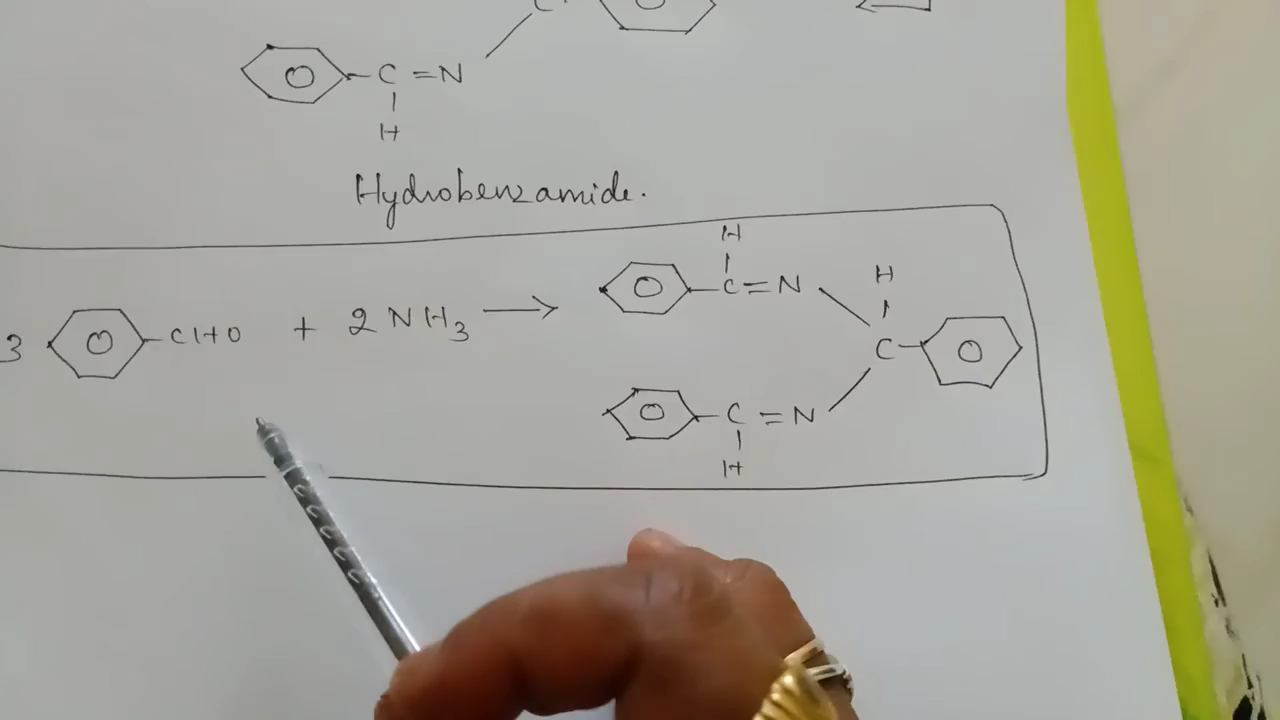 C
C = N
H
Hydrobenzamide.
H
C = N
H
3 CHO + 2 NH3 →
C
C = N
H